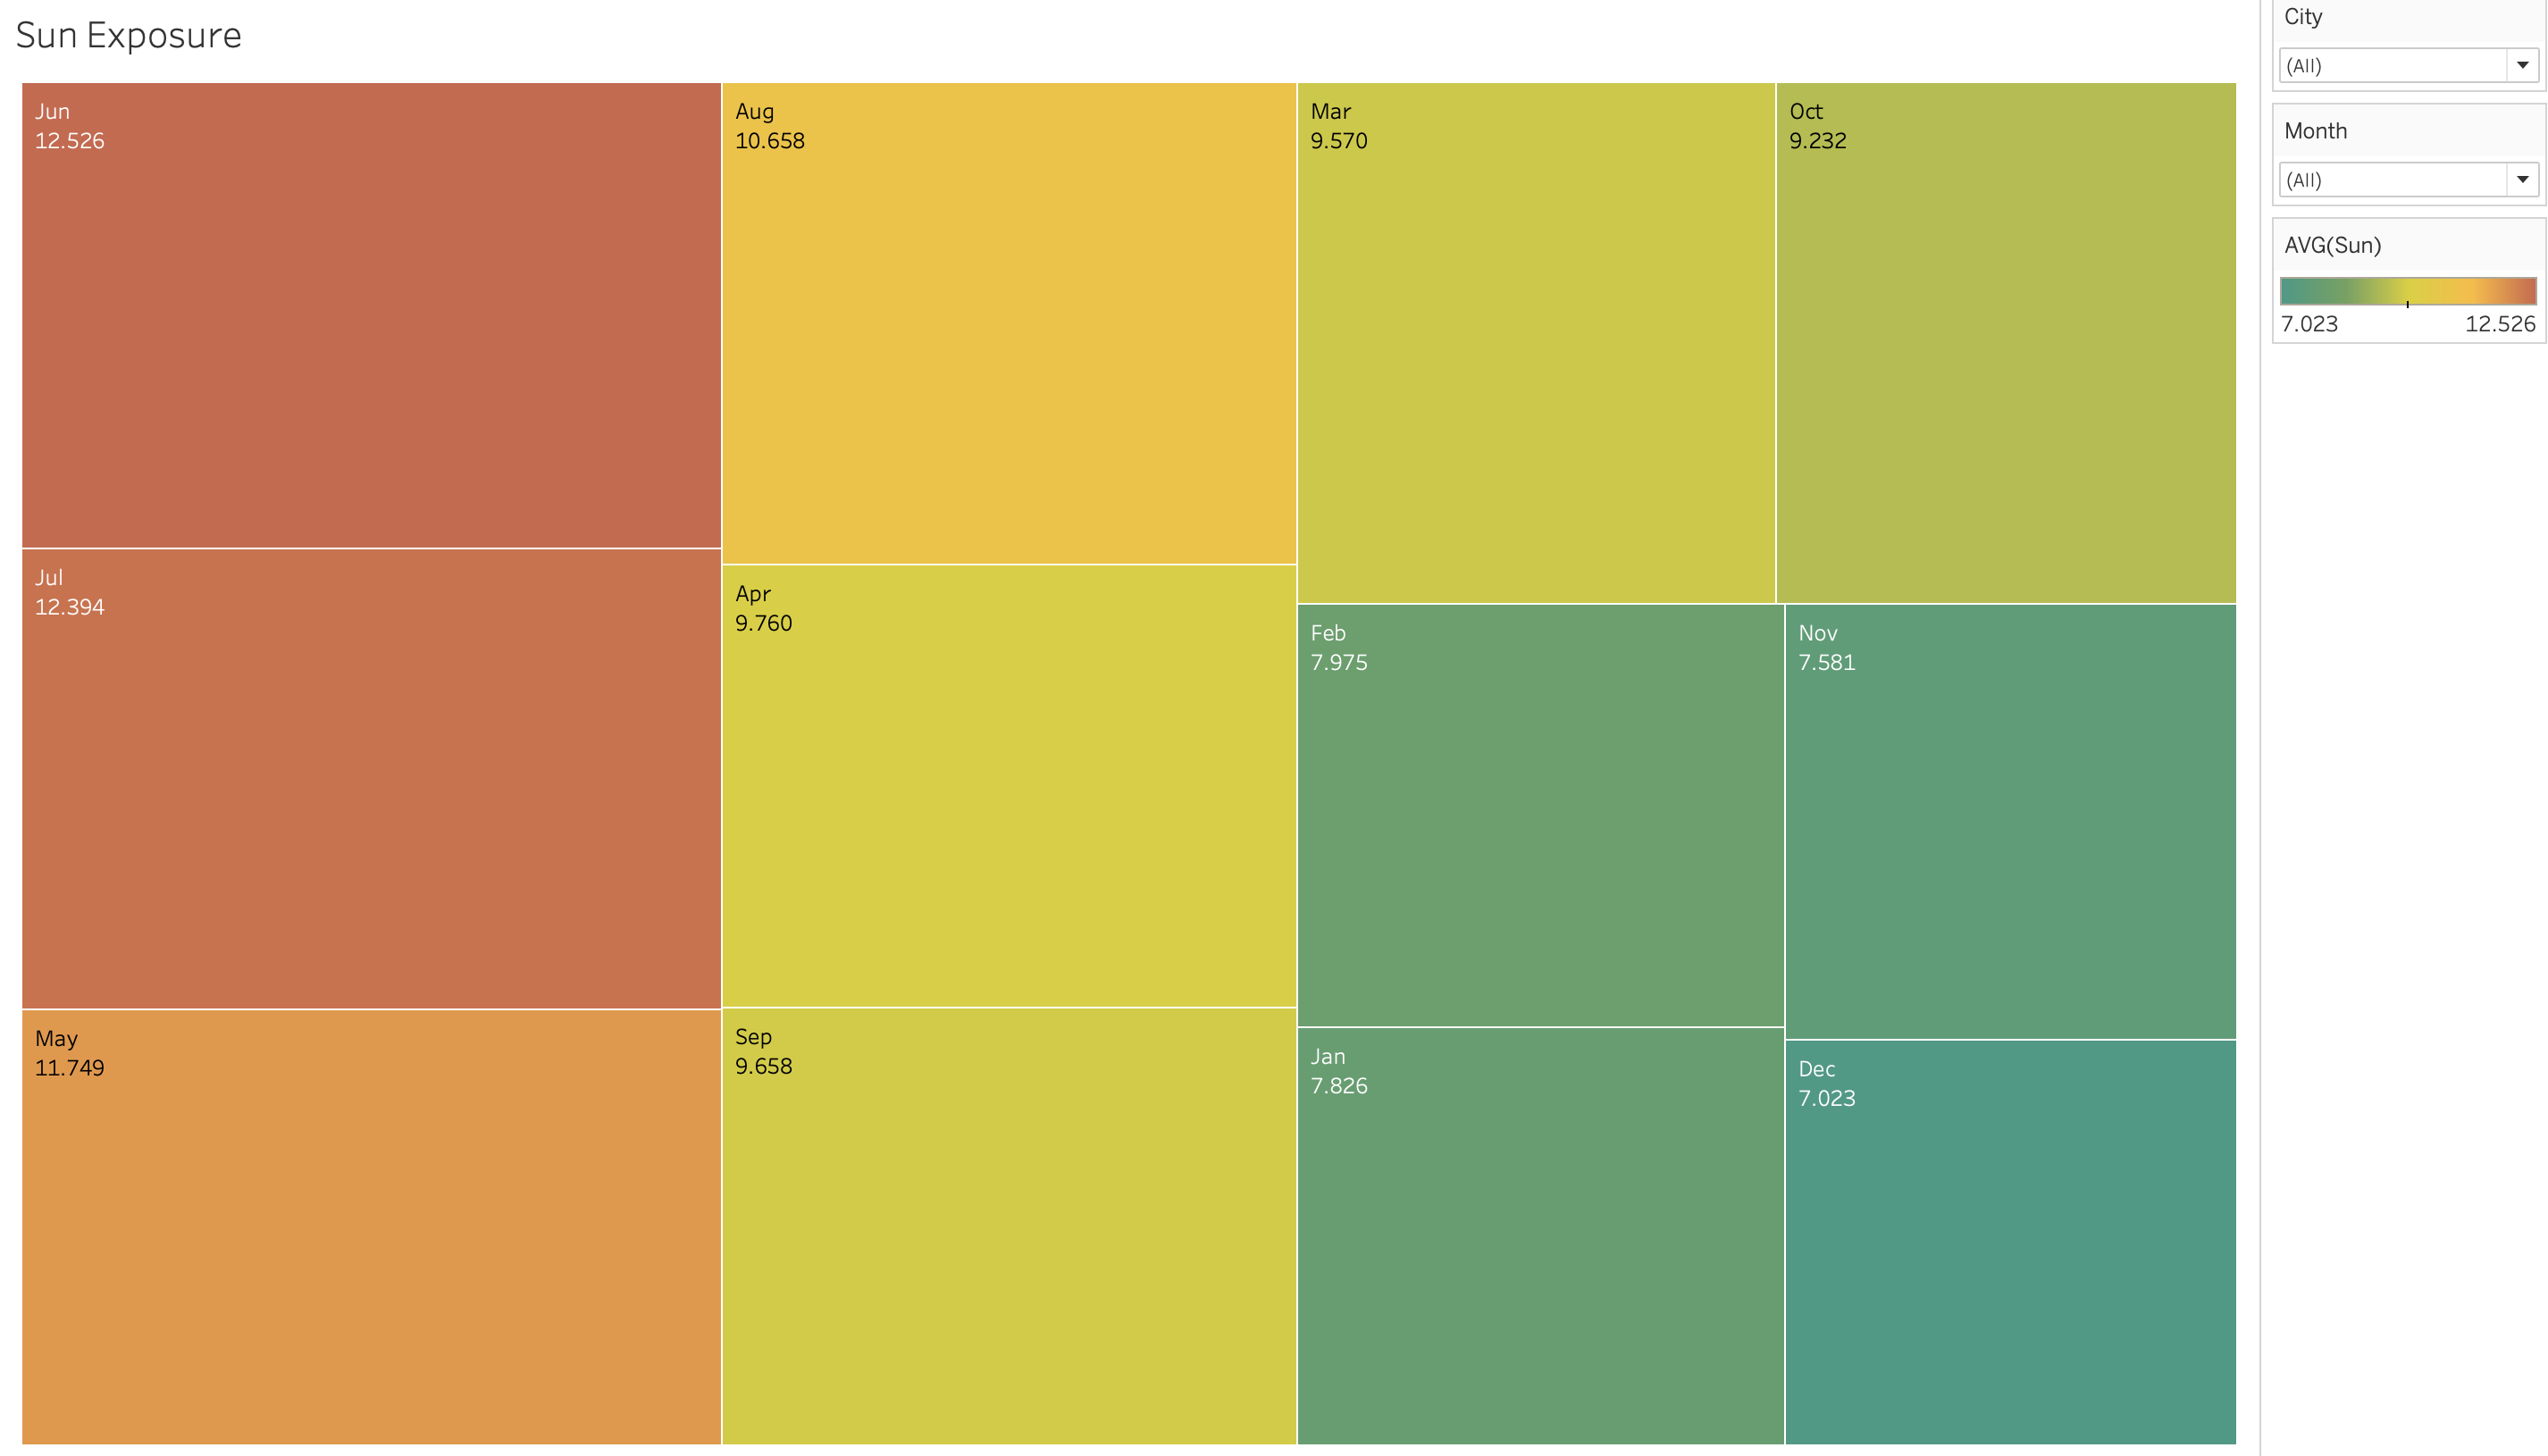 Sun Exposure
Jun
12.526
Jul
12.394
May
11.749
Aug
10.658
Apr
9.760
Sep
9.658
Mar
9.570
Oct
9.232
Feb
7.975
Jan
7.826
Nov
7.581
Dec
7.023
City
(All)
Month
(All)
AVG(Sun)
7.023 12.526